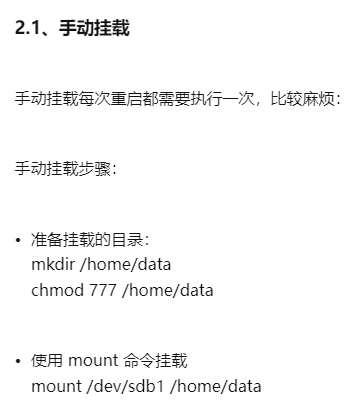 2.1、手动挂载
手动挂载每次重启都需要执行一次，比较麻烦：
手动挂载步骤：
• 准备挂载的目录：
mkdir /home/data
chmod 777 /home/data
• 使用 mount 命令挂载
mount /dev/sdb1 /home/data